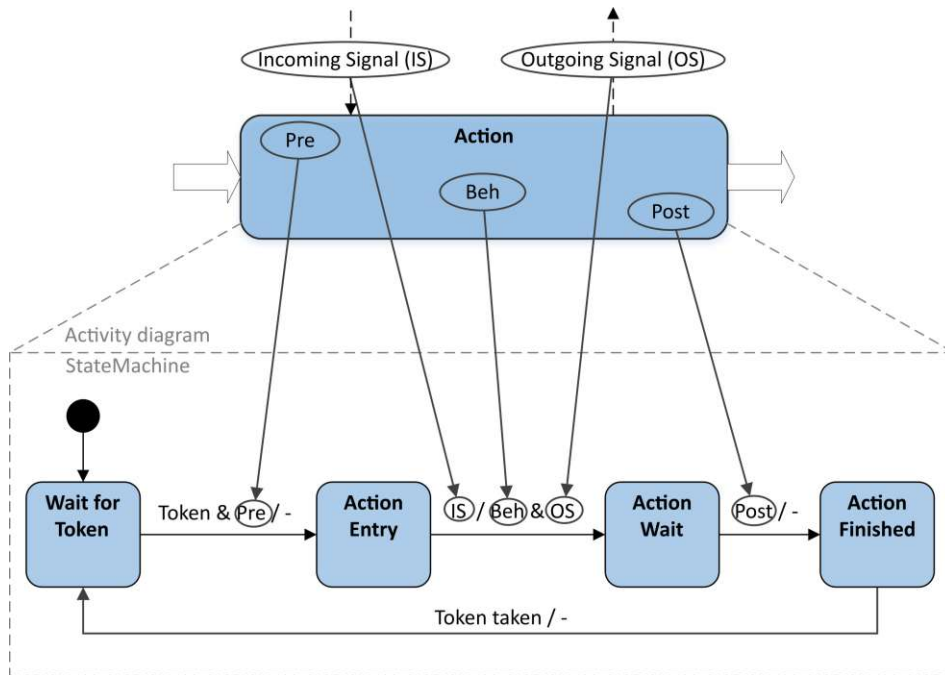 Incoming Signal (IS)
Outgoing Signal (OS)
Action
Pre
Beh
Post
Activity diagram
StateMachine
Wait for
Token
Token & Pre / -
Action
Entry
IS / Beh & OS
Action
Wait
Post / -
Action
Finished
Token taken / -